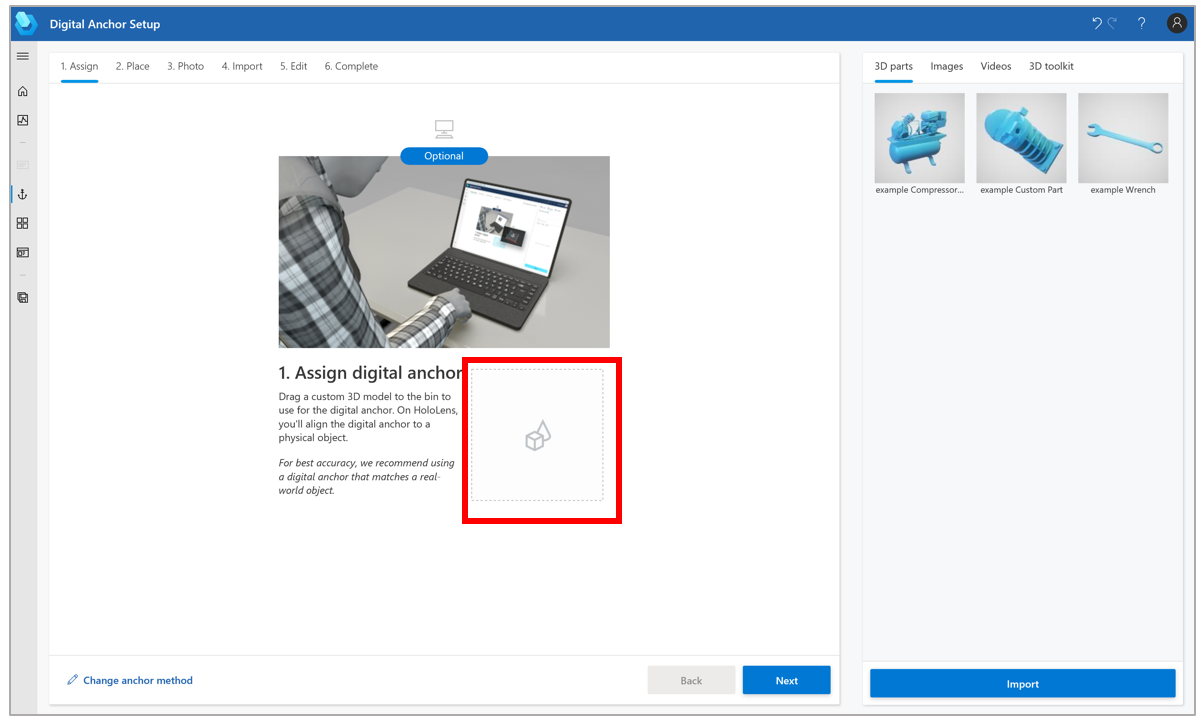 Digital Anchor Setup
?
1. Assign 2. Place 3. Photo 4. Import 5. Edit 6. Complete
3D parts Images Videos 3D toolkit
Optional
example Compressor... example Custom Part example Wrench
1. Assign digital anchor
Drag a custom 3D model to the bin to
use for the digital anchor. On HoloLens,
you'll align the digital anchor to a
physical object.
For best accuracy, we recommend using
a digital anchor that matches a real-
world object.
Change anchor method
Back
Next
Import